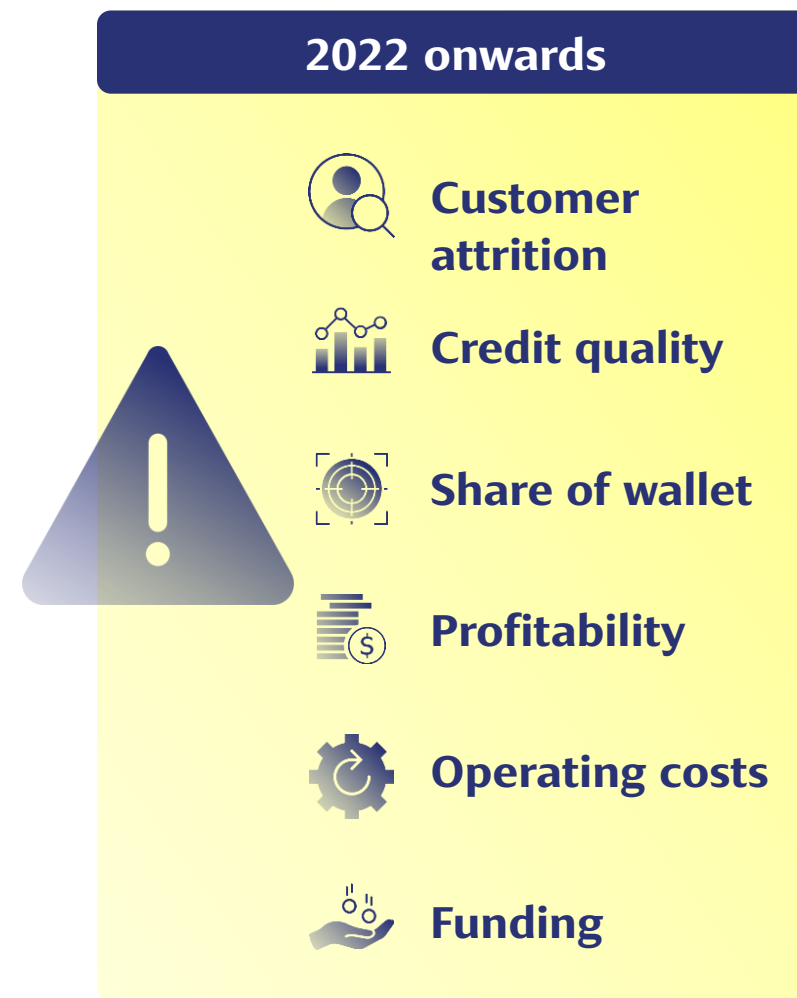 2022 onwards
Customer
attrition
Credit quality
Share of wallet
$
Profitability
Operating costs
Funding